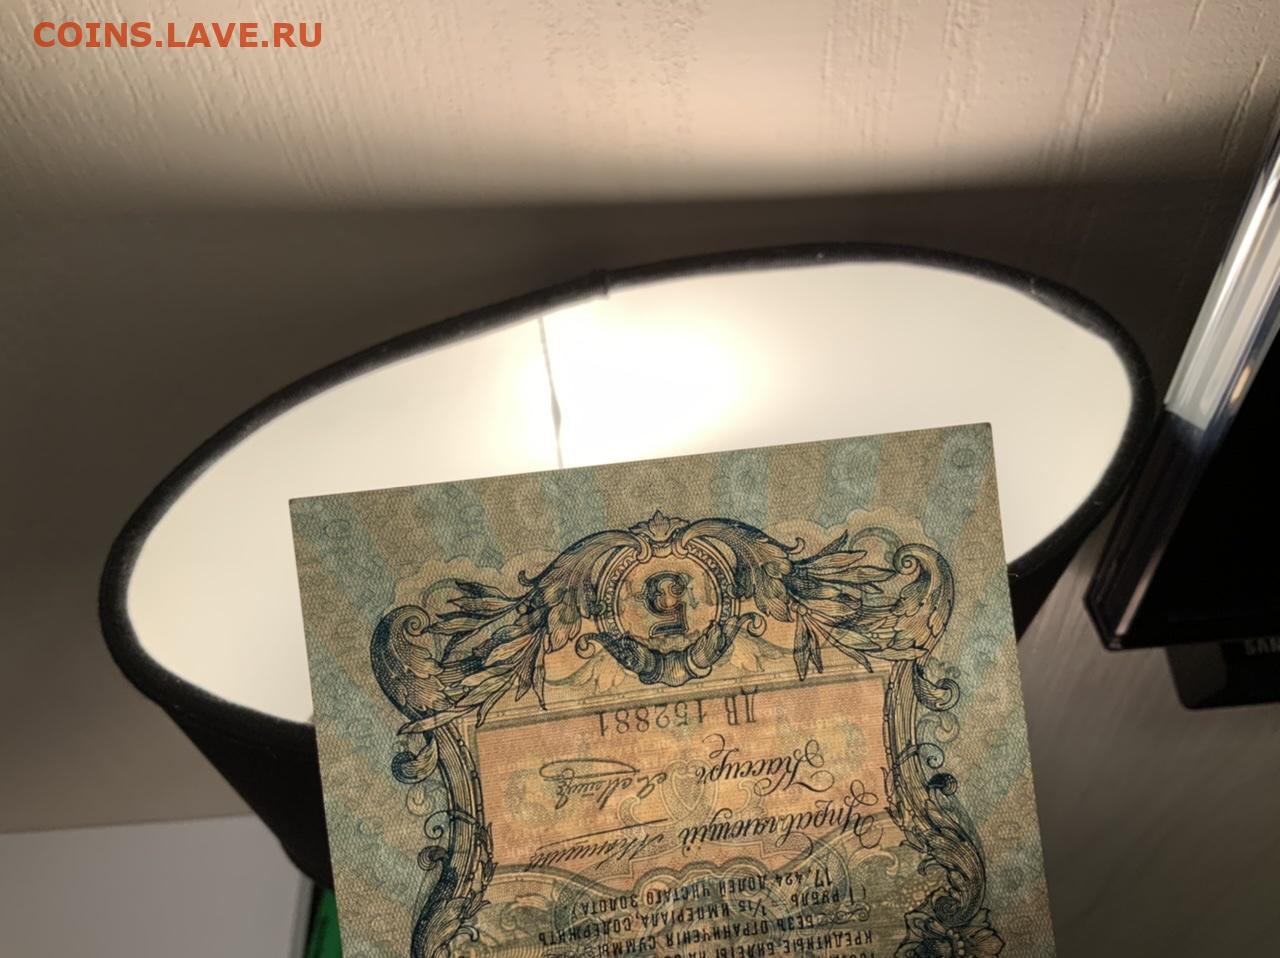 COINS.LAVE.RU
КРЕДИТНЫЕ БИЛЕТЫ НА
БЕЗЪ ОГРАНИЧЕНІЯ СУММЫ
(1 РУБЛЬ = 1/15 ИМПЕРІАЛА, СОДЕРЖИТЪ
17,424 ДОЛЕЙ ЧИСТАГО ЗОЛОТА).
Управляющій
Кассиръ
ДВ 152881
5